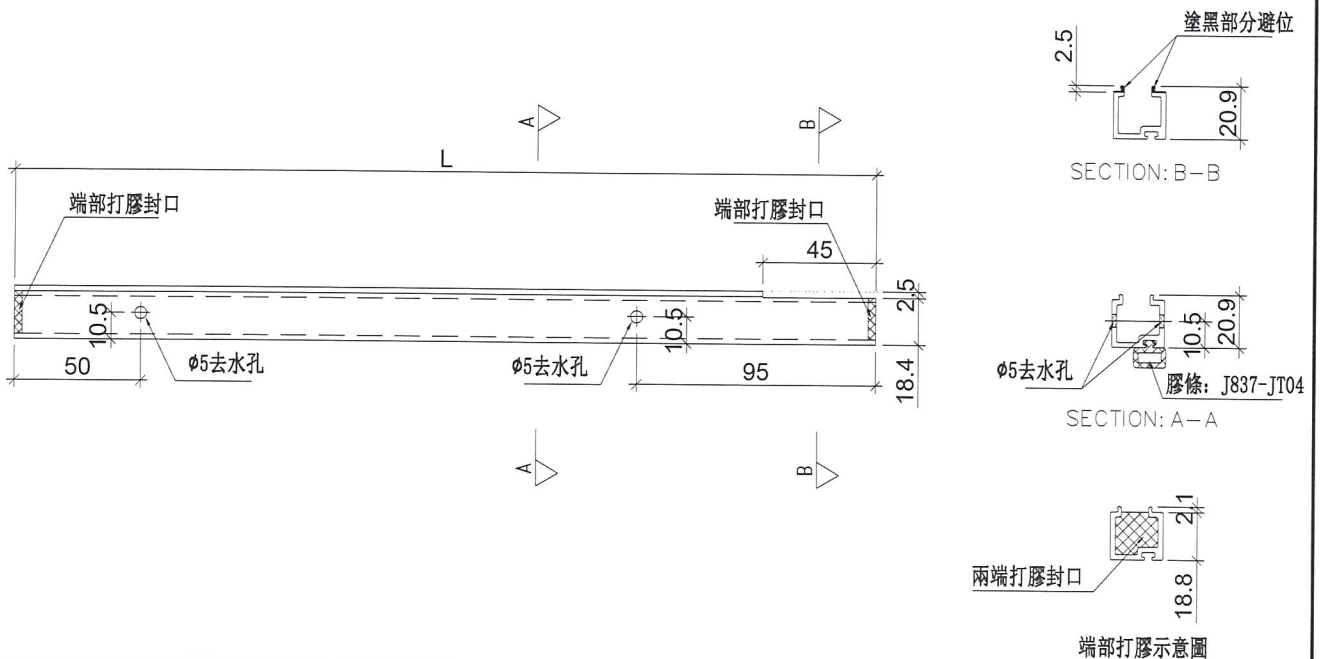 塗黑部分避位
2.5
20.9
SECTION: B-B
A
B
L
端部打膠封口
端部打膠封口
45
2.5
10.5
10.5
50
ø5去水孔
ø5去水孔
95
18.4
A
B
20.9
10.5
ø5去水孔
膠條: J837-JT04
SECTION: A-A
2.1
兩端打膠封口
18.8
端部打膠示意圖